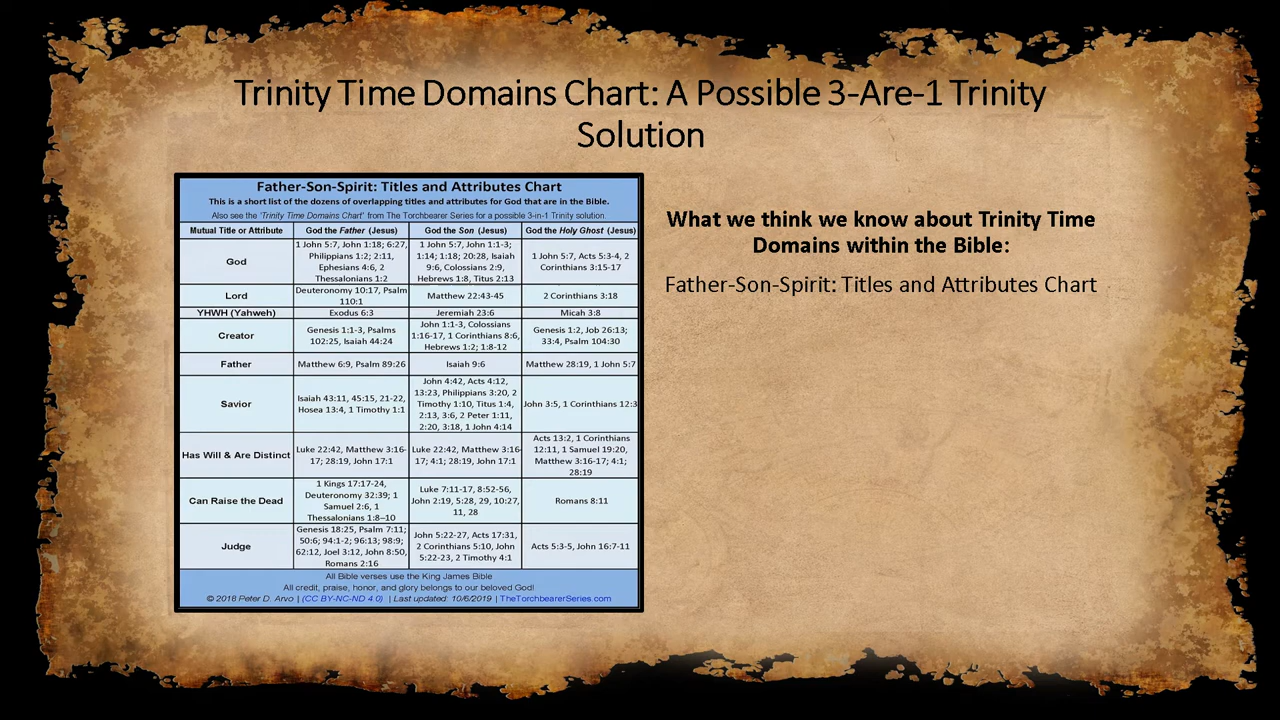 Trinity Time Domains Chart: A Possible 3-Are-1 Trinity
Solution
Father-Son-Spirit: Titles and Attributes Chart
This is a short list of the dozens of overlapping titles and attributes for God that are in the Bible.
Also see the 'Trinity Time Domains Chart' from The Torchbearer Series for a possible 3-in-1 Trinity solution.
Mutual Title or Attribute God the Father (Jesus) God the Son (Jesus) God the Holy Ghost (Jesus)
God
1 John 5:7, John 1:18; 6:27,
Philippians 1:2; 2:11,
Ephesians 4:6, 2
Thessalonians 1:2
1 John 5:7, John 1:1-3;
1:14; 1:18; 20:28, Isaiah
9:6, Colossians 2:9,
Hebrews 1:8, Titus 2:13
1 John 5:7, Acts 5:3-4, 2
Corinthians 3:15-17
Lord
Deuteronomy 10:17, Psalm
110:1
Matthew 22:43-45
2 Corinthians 3:18
YHWH (Yahweh) Exodus 6:3 Jeremiah 23:6 Micah 3:8
Creator
Genesis 1:1-3, Psalms
102:25, Isaiah 44:24
John 1:1-3, Colossians
1:16-17, 1 Corinthians 8:6,
Hebrews 1:2; 1:8-12
Genesis 1:2, Job 26:13;
33:4, Psalm 104:30
Father Matthew 6:9, Psalm 89:26 Isaiah 9:6 Matthew 28:19, 1 John 5:7
Savior
Isaiah 43:11, 45:15, 21-22,
Hosea 13:4, 1 Timothy 1:1
John 4:42, Acts 4:12,
13:23, Philippians 3:20, 2
Timothy 1:10, Titus 1:4,
2:13, 3:6, 2 Peter 1:11,
2:20, 3:18, 1 John 4:14
John 3:5, 1 Corinthians 12:3
Has Will & Are Distinct
Luke 22:42, Matthew 3:16-
17; 28:19, John 17:1
Luke 22:42, Matthew 3:16-
17; 4:1; 28:19, John 17:1
Acts 13:2, 1 Corinthians
12:11, 1 Samuel 19:20,
Matthew 3:16-17; 4:1;
28:19
Can Raise the Dead
1 Kings 17:17-24,
Deuteronomy 32:39; 1
Samuel 2:6, 1
Thessalonians 1:8–10
Luke 7:11-17, 8:52-56,
John 2:19, 5:28, 29, 10:27,
11, 28
Romans 8:11
Judge
Genesis 18:25, Psalm 7:11;
50:6; 94:1-2; 96:13; 98:9;
62:12, Joel 3:12, John 8:50,
Romans 2:16
John 5:22-27, Acts 17:31,
2 Corinthians 5:10, John
5:22-23, 2 Timothy 4:1
Acts 5:3-5, John 16:7-11
All Bible verses use the King James Bible
All credit, praise, honor, and glory belongs to our beloved God!
© 2016 Peter D. Arvo | (CC BY-NC-ND 4.0) | Last updated: 10/6/2019 | TheTorchbearerSeries.com
What we think we know about Trinity Time
Domains within the Bible:
Father-Son-Spirit: Titles and Attributes Chart